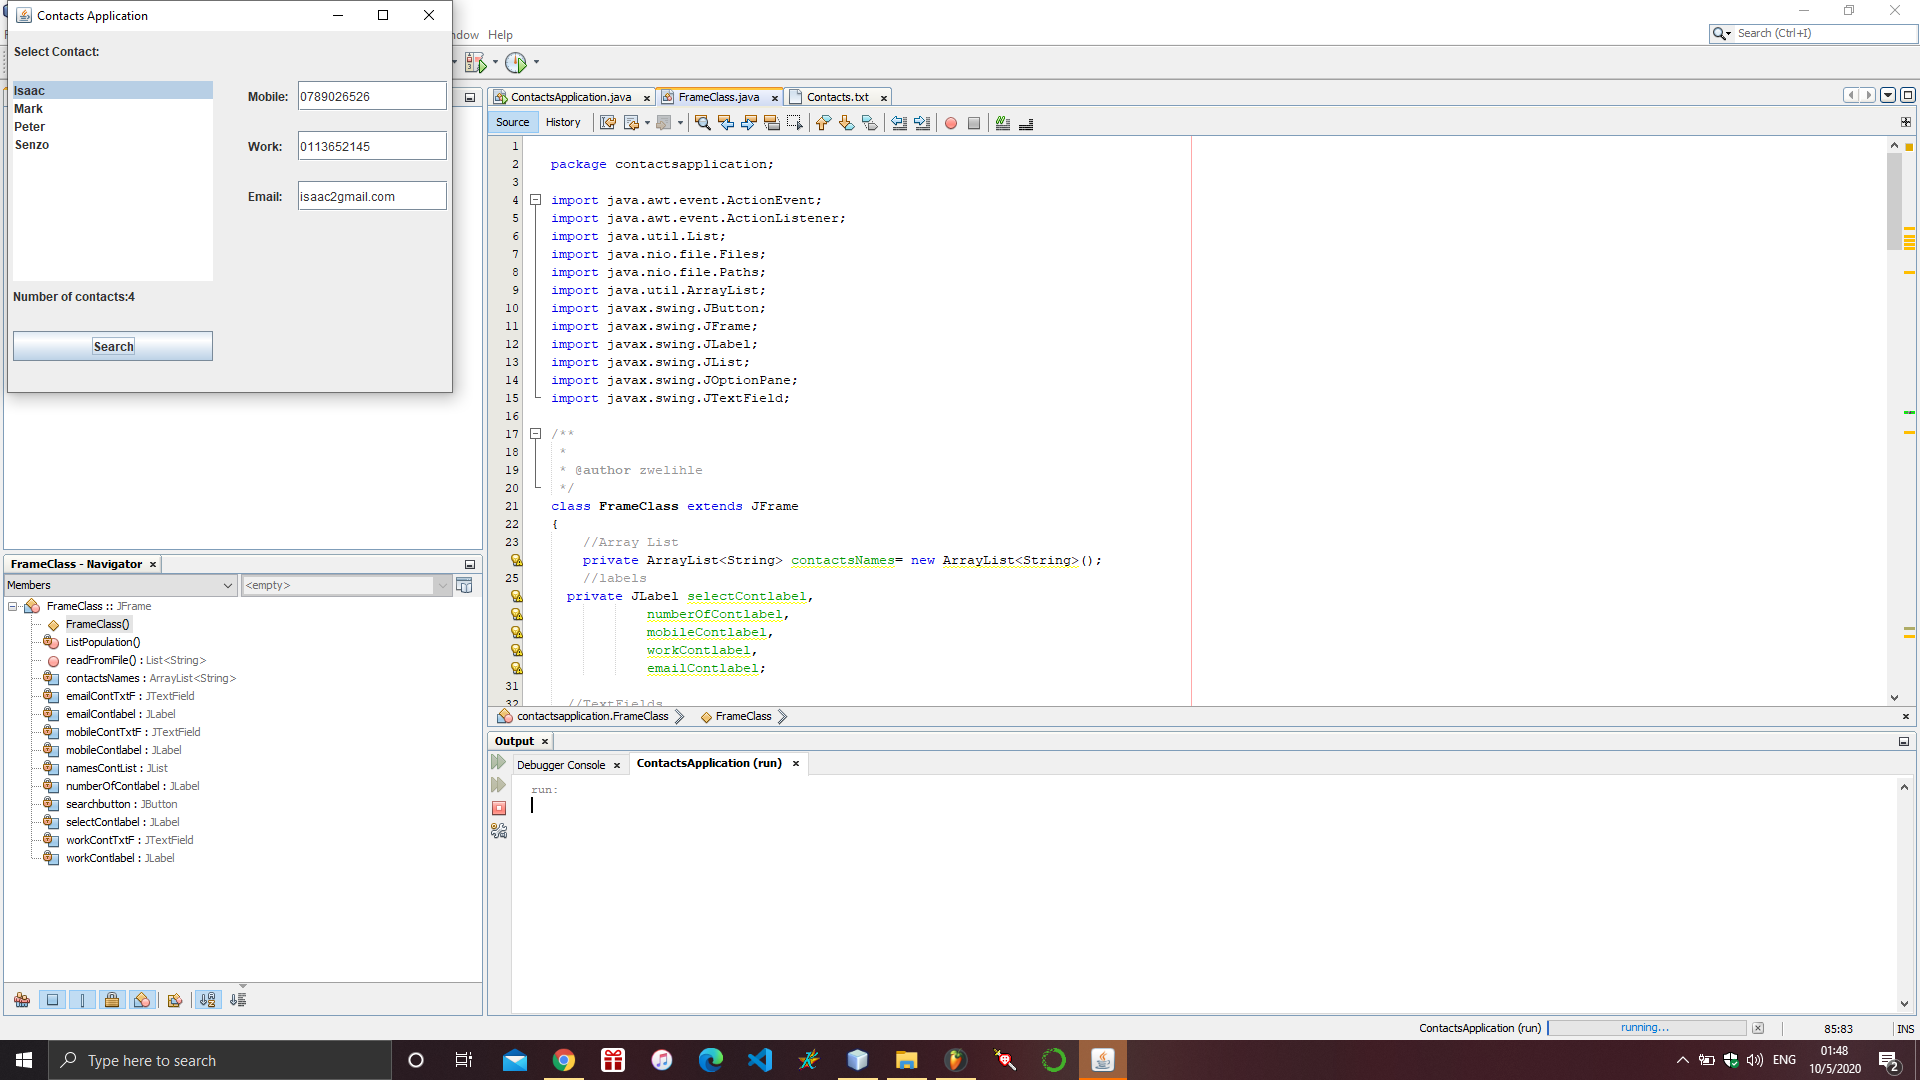 Contacts Application
Select Contact:
Isaac
Mark
Peter
Senzo
Mobile: 0789026526
Work: 0113652145
Email: isaac2gmail.com
Number of contacts:4
Search
ndow Help
Search (Ctrl+I)
ContactsApplication.java FrameClass.java Contacts.txt
Source History
1
2 package contactsapplication;
3
4 import java.awt.event.ActionEvent;
5 import java.awt.event.ActionListener;
6 import java.util.List;
7 import java.nio.file.Files;
8 import java.nio.file.Paths;
9 import java.util.ArrayList;
10 import javax.swing.JButton;
11 import javax.swing.JFrame;
12 import javax.swing.JLabel;
13 import javax.swing.JList;
14 import javax.swing.JOptionPane;
15 import javax.swing.JTextField;
16
17 /**
18 *
19 * @author zwelihle
20 */
21 class FrameClass extends JFrame
22 {
23 //Array List
private ArrayList<String> contactsNames= new ArrayList<String>();
25 //labels
private JLabel selectContlabel,
numberOfContlabel,
mobileContlabel,
workContlabel,
emailContlabel;
31
32 //TextFields
contactsapplication.FrameClass FrameClass
FrameClass - Navigator
Members <empty>
FrameClass :: JFrame
FrameClass()
ListPopulation()
readFromFile() : List<String>
contactsNames : ArrayList<String>
emailContTxtF : JTextField
emailContlabel : JLabel
mobileContTxtF : JTextField
mobileContlabel : JLabel
namesContList : JList
numberOfContlabel : JLabel
searchbutton : JButton
selectContlabel : JLabel
workContTxtF : JTextField
workContlabel : JLabel
Output
Debugger Console ContactsApplication (run)
run:
ContactsApplication (run) running... 85:83 INS
Type here to search
ENG
01:48
10/5/2020
2